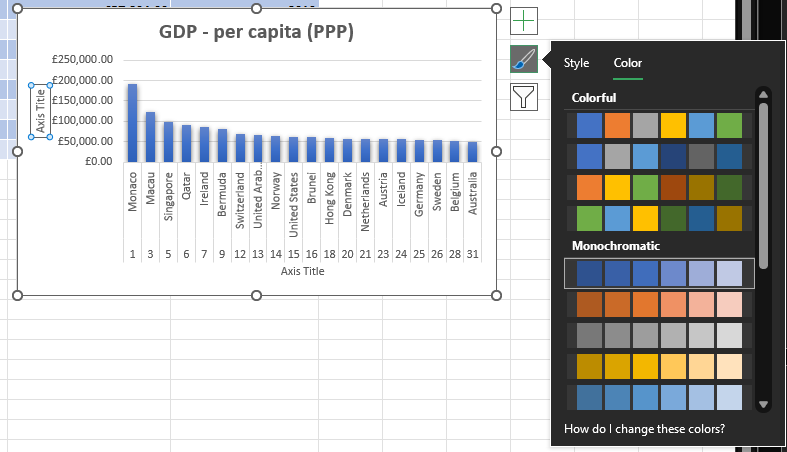 GDP - per capita (PPP)
£250,000.00
£200,000.00
£150,000.00
£100,000.00
£50,000.00
£0.00
Axis Title
Monaco
Macau
Singapore
Qatar
Ireland
Bermuda
Switzerland
United Arab...
Norway
United States
Brunei
Hong Kong
Denmark
Netherlands
Austria
Iceland
Germany
Sweden
Belgium
Australia
1 3 5 6 7 9 12 13 14 15 16 18 20 21 23 24 25 26 28 31
Axis Title
Style Color
Colorful
Monochromatic
How do I change these colors?